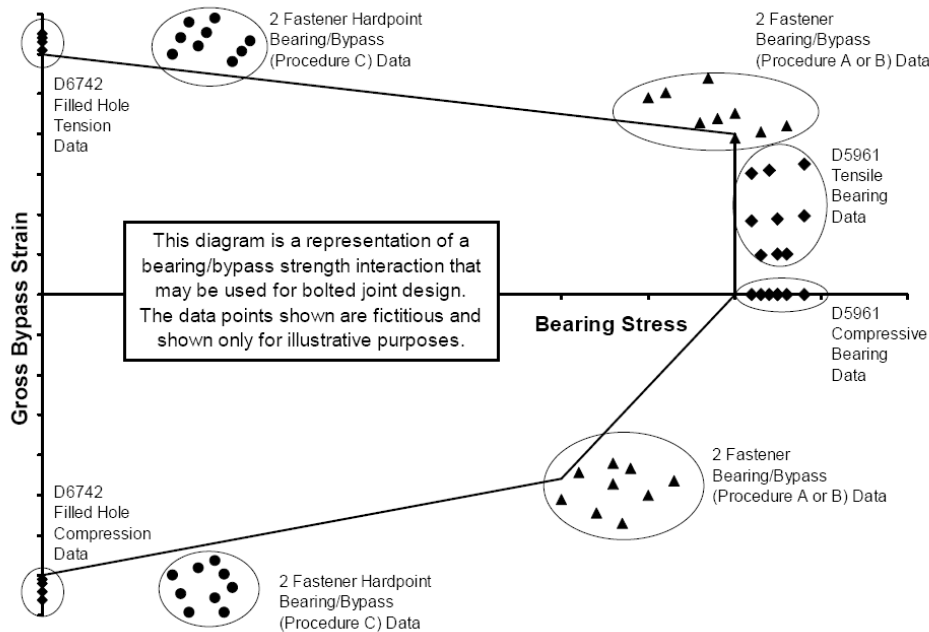 2 Fastener Hardpoint
Bearing/Bypass
(Procedure C) Data
2 Fastener
Bearing/Bypass
(Procedure A or B) Data
D6742
Filled Hole
Tension
Data
D5961
Tensile
Bearing
Data
This diagram is a representation of a
bearing/bypass strength interaction that
may be used for bolted joint design.
The data points shown are fictitious and
shown only for illustrative purposes.
Gross Bypass Strain
Bearing Stress
D5961
Compressive
Bearing
Data
2 Fastener
Bearing/Bypass
(Procedure A or B) Data
D6742
Filled Hole
Compression
Data
2 Fastener Hardpoint
Bearing/Bypass
(Procedure C) Data